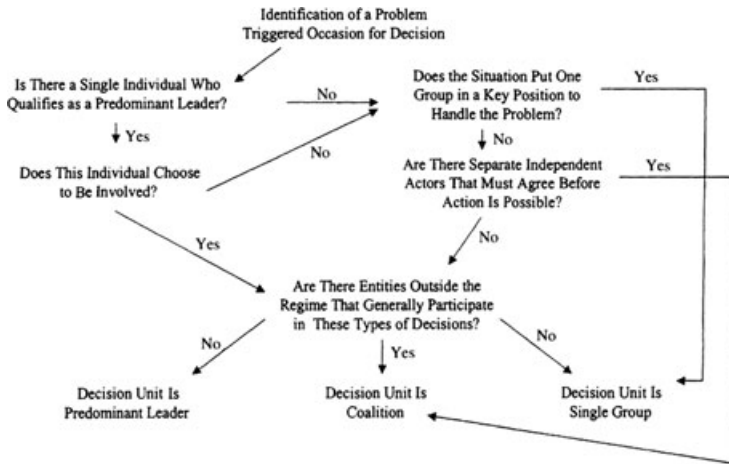 Identification of a Problem
Triggered Occasion for Decision
Is There a Single Individual Who
Qualifies as a Predominant Leader?
No
Does the Situation Put One
Group in a Key Position to
Handle the Problem?
Yes
Yes
No
No
Does This Individual Choose
to Be Involved?
Are There Separate Independent
Actors That Must Agree Before
Action Is Possible?
Yes
Yes
No
Are There Entities Outside the
Regime That Generally Participate
in These Types of Decisions?
No
Yes
No
Decision Unit Is
Predominant Leader
Decision Unit Is
Coalition
Decision Unit Is
Single Group